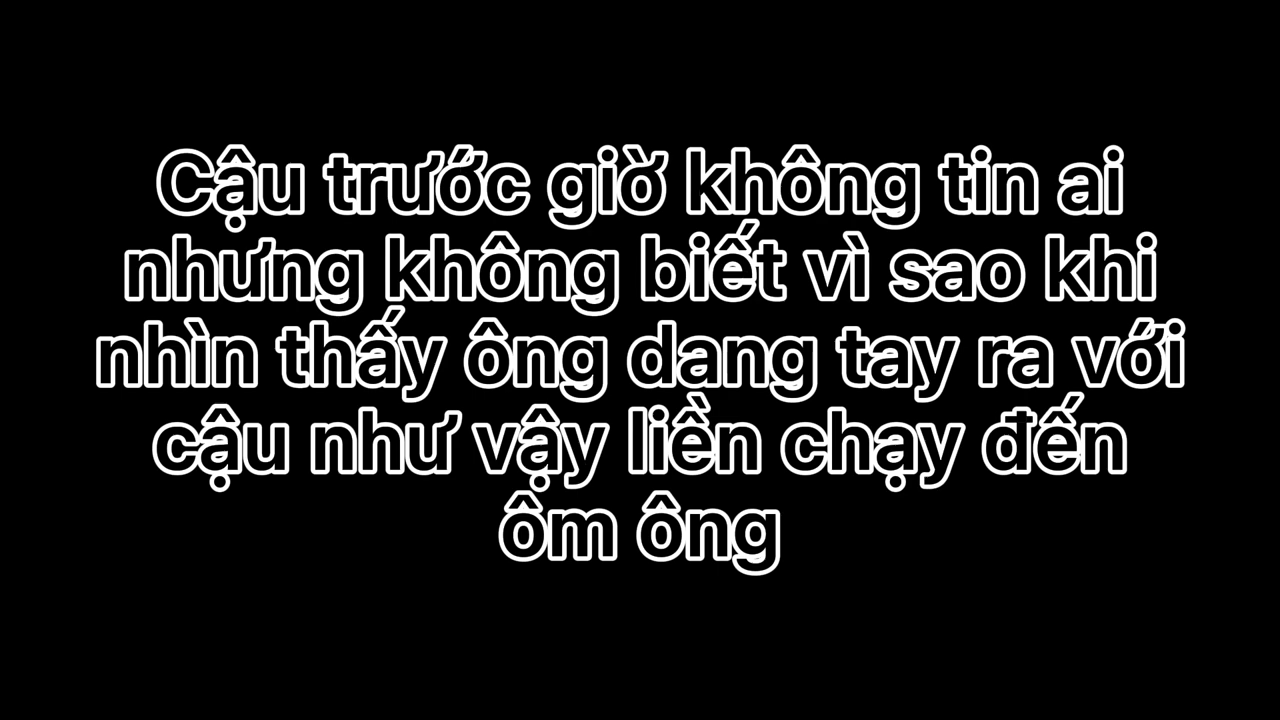 Cậu trước giờ không tin ai
nhưng không biết vì sao khi
nhìn thấy ông dang tay ra với
cậu như vậy liền chạy đến
ôm ông